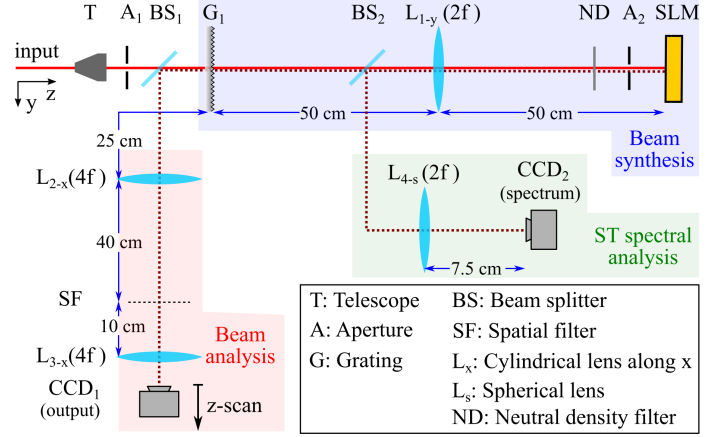 T A₁ BS₁ G₁ BS₂ L₁₋y (2f) ND A₂ SLM
input
y z
50 cm 50 cm
25 cm
Beam synthesis
L₂₋ₓ(4f)
L₄₋ₛ(2f)
CCD₂ (spectrum)
40 cm
ST spectral analysis
7.5 cm
SF
10 cm
Beam analysis
L₃₋ₓ(4f)
CCD₁ (output)
z-scan
T: Telescope BS: Beam splitter
A: Aperture SF: Spatial filter
G: Grating Lₓ: Cylindrical lens along x
Lₛ: Spherical lens
ND: Neutral density filter